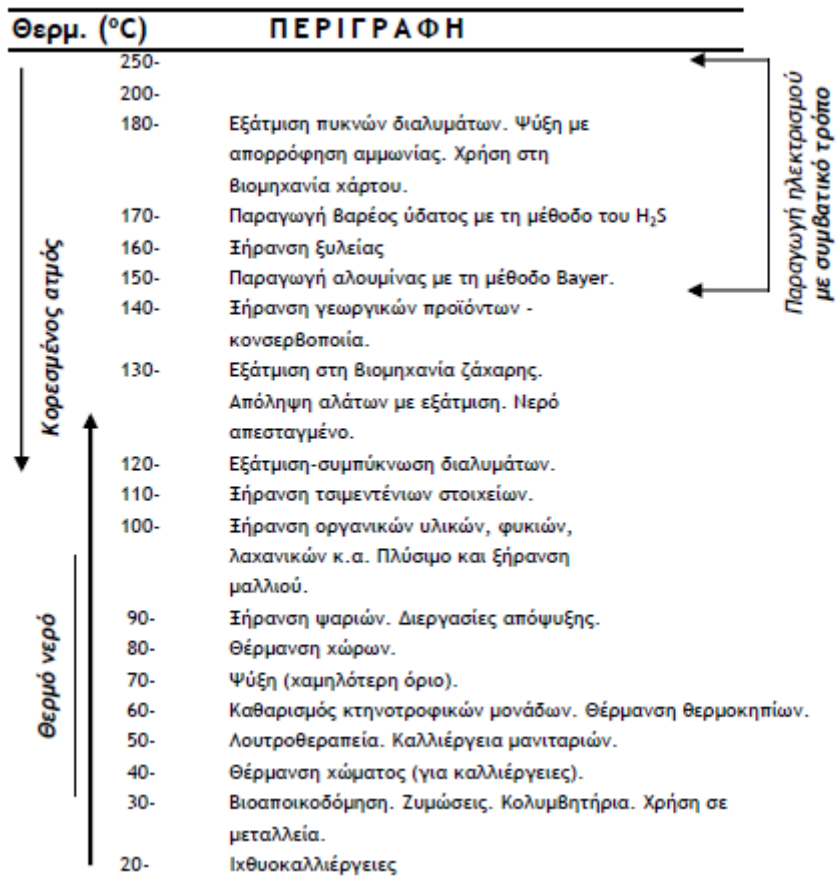 Θερμ. (°C) ΠΕΡΙΓΡΑΦΗ
250-
200-
180- Εξάτμιση πυκνών διαλυμάτων. Ψύξη με
απορρόφηση αμμωνίας. Χρήση στη
βιομηχανία χάρτου.
170- Παραγωγή βαρέος ύδατος με τη μέθοδο του H₂S
160- Ξήρανση ξυλείας
150- Παραγωγή αλουμίνας με τη μέθοδο Bayer.
140- Ξήρανση γεωργικών προϊόντων -
κονσερβοποιία.
130- Εξάτμιση στη βιομηχανία ζάχαρης.
Απόληψη αλάτων με εξάτμιση. Νερό
απεσταγμένο.
120- Εξάτμιση-συμπύκνωση διαλυμάτων.
110- Ξήρανση τσιμεντένιων στοιχείων.
100- Ξήρανση οργανικών υλικών, φυκιών,
λαχανικών κ.α. Πλύσιμο και ξήρανση
μαλλιού.
90- Ξήρανση ψαριών. Διεργασίες απόψυξης.
80- Θέρμανση χώρων.
70- Ψύξη (χαμηλότερη όριο).
60- Καθαρισμός κτηνοτροφικών μονάδων. Θέρμανση θερμοκηπίων.
50- Λουτροθεραπεία. Καλλιέργεια μανιταριών.
40- Θέρμανση χώματος (για καλλιέργειες).
30- Βιοαποικοδόμηση. Ζυμώσεις. Κολυμβητήρια. Χρήση σε
μεταλλεία.
20- Ιχθυοκαλλιέργειες
Κορεσμένος ατμός
Θερμό νερό
Παραγωγή ηλεκτρισμού
με συμβατικό τρόπο